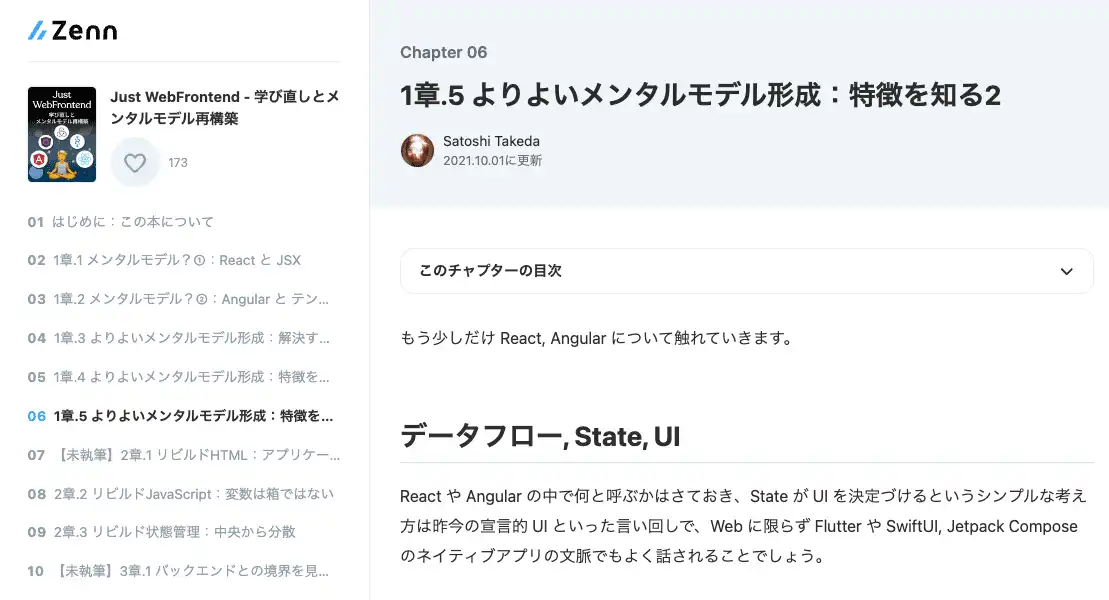 Zenn
Just
WebFrontend
学び直しと
メンタルモデル再構築
Just WebFrontend - 学び直しとメ
ンタルモデル再構築
173
01 はじめに：この本について
02 1章.1 メンタルモデル？①：React と JSX
03 1章.2 メンタルモデル？②：Angular と テン...
04 1章.3 よりよいメンタルモデル形成：解決す...
05 1章.4 よりよいメンタルモデル形成：特徴を...
06 1章.5 よりよいメンタルモデル形成：特徴を...
07 【未執筆】2章.1 リビルドHTML：アプリケー...
08 2章.2 リビルドJavaScript：変数は箱ではない
09 2章.3 リビルド状態管理：中央から分散
10 【未執筆】3章.1 バックエンドとの境界を見...
Chapter 06
1章.5 よりよいメンタルモデル形成：特徴を知る2
Satoshi Takeda
2021.10.01に更新
このチャプターの目次
もう少しだけ React, Angular について触れていきます。
データフロー, State, UI
React や Angular の中で何と呼ぶかはさておき、State が UI を決定づけるというシンプルな考え
方は昨今の宣言的 UI といった言い回しで、Web に限らず Flutter や SwiftUI, Jetpack Compose
のネイティブアプリの文脈でもよく話されることでしょう。